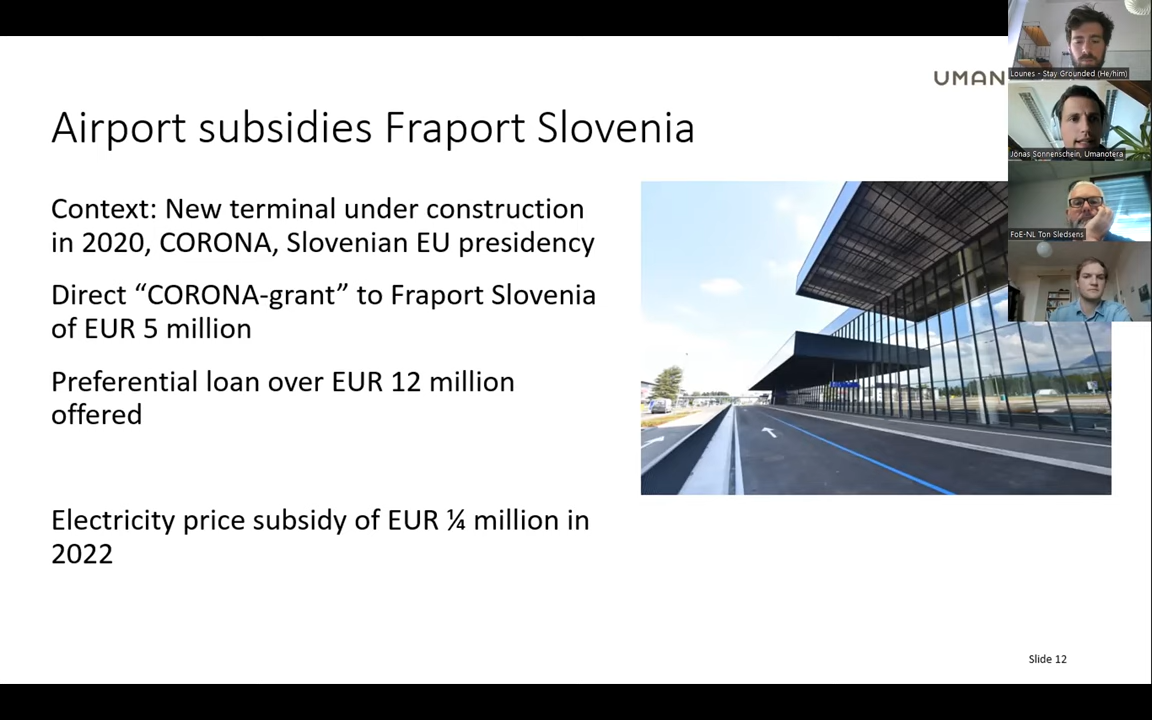 UMAN
Lounes - Stay Grounded (He/him)
Airport subsidies Fraport Slovenia
Jonas Sonnenschein, Umanotera
Context: New terminal under construction
in 2020, CORONA, Slovenian EU presidency
FoE-NL Ton Sledsens
Direct “CORONA-grant” to Fraport Slovenia
of EUR 5 million
Preferential loan over EUR 12 million
offered
Electricity price subsidy of EUR ¼ million in
2022
Slide 12